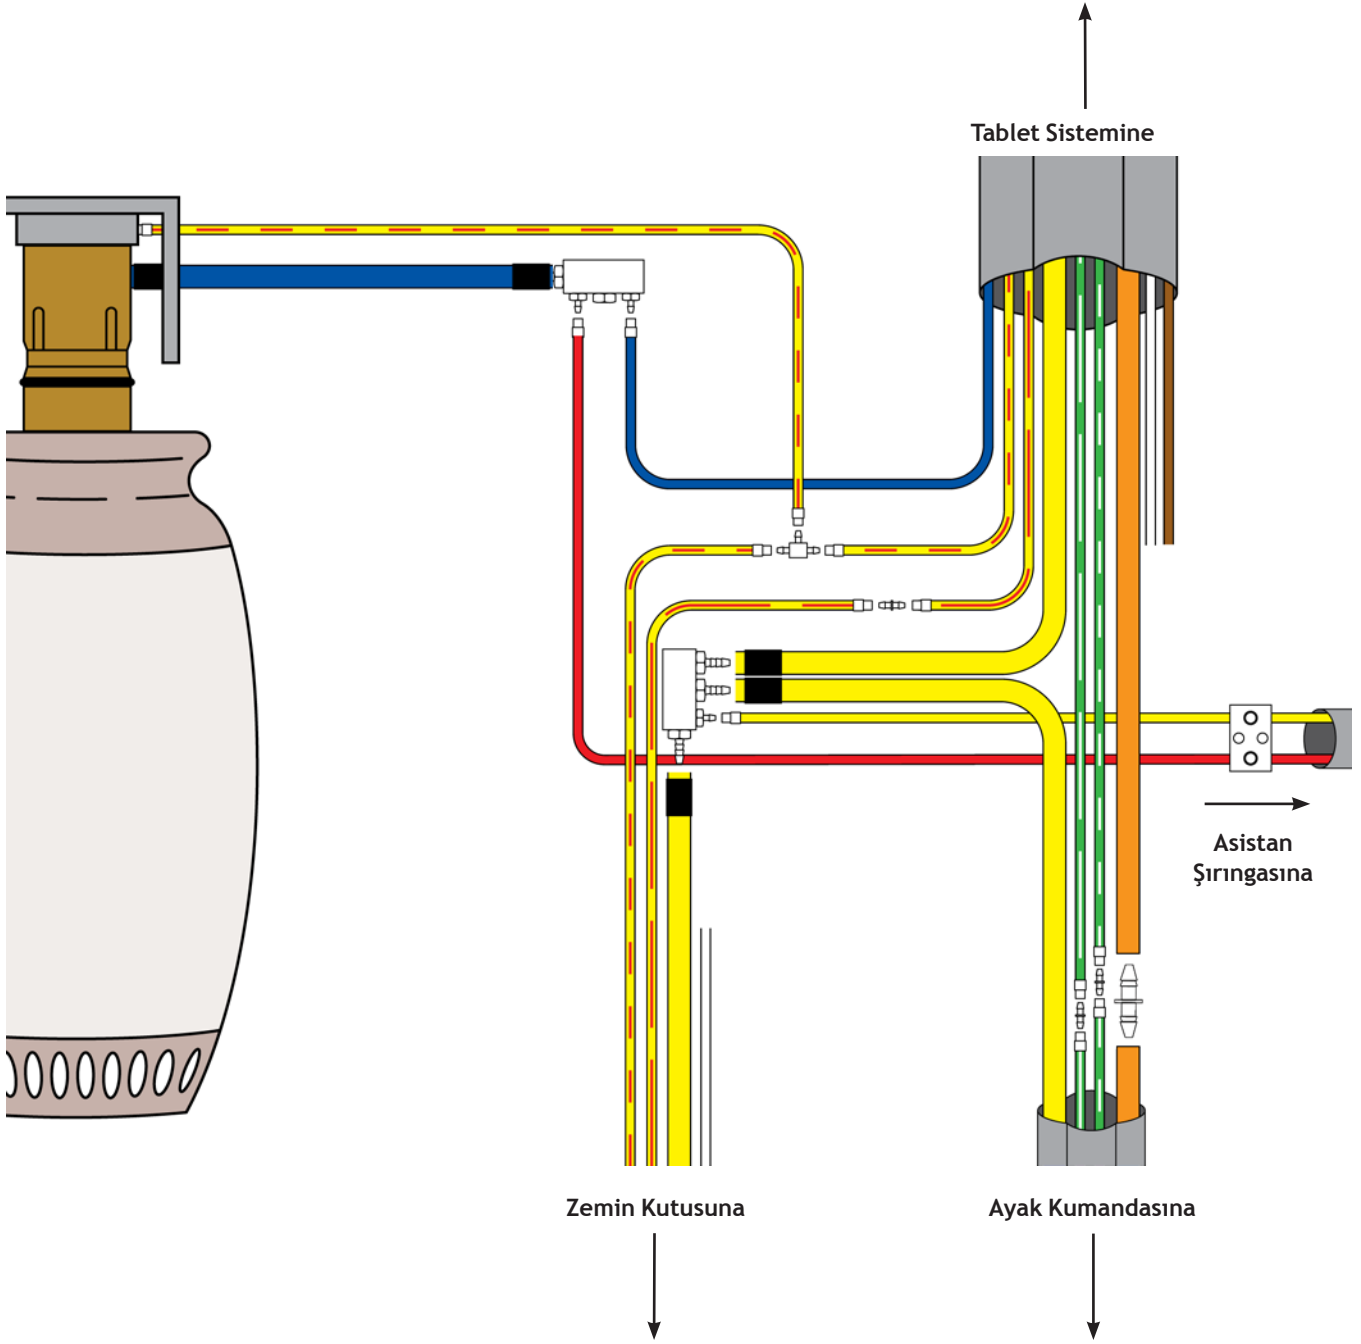 Tablet Sistemine
Asistan
Şırıngasına
Zemin Kutusuna
Ayak Kumandasına